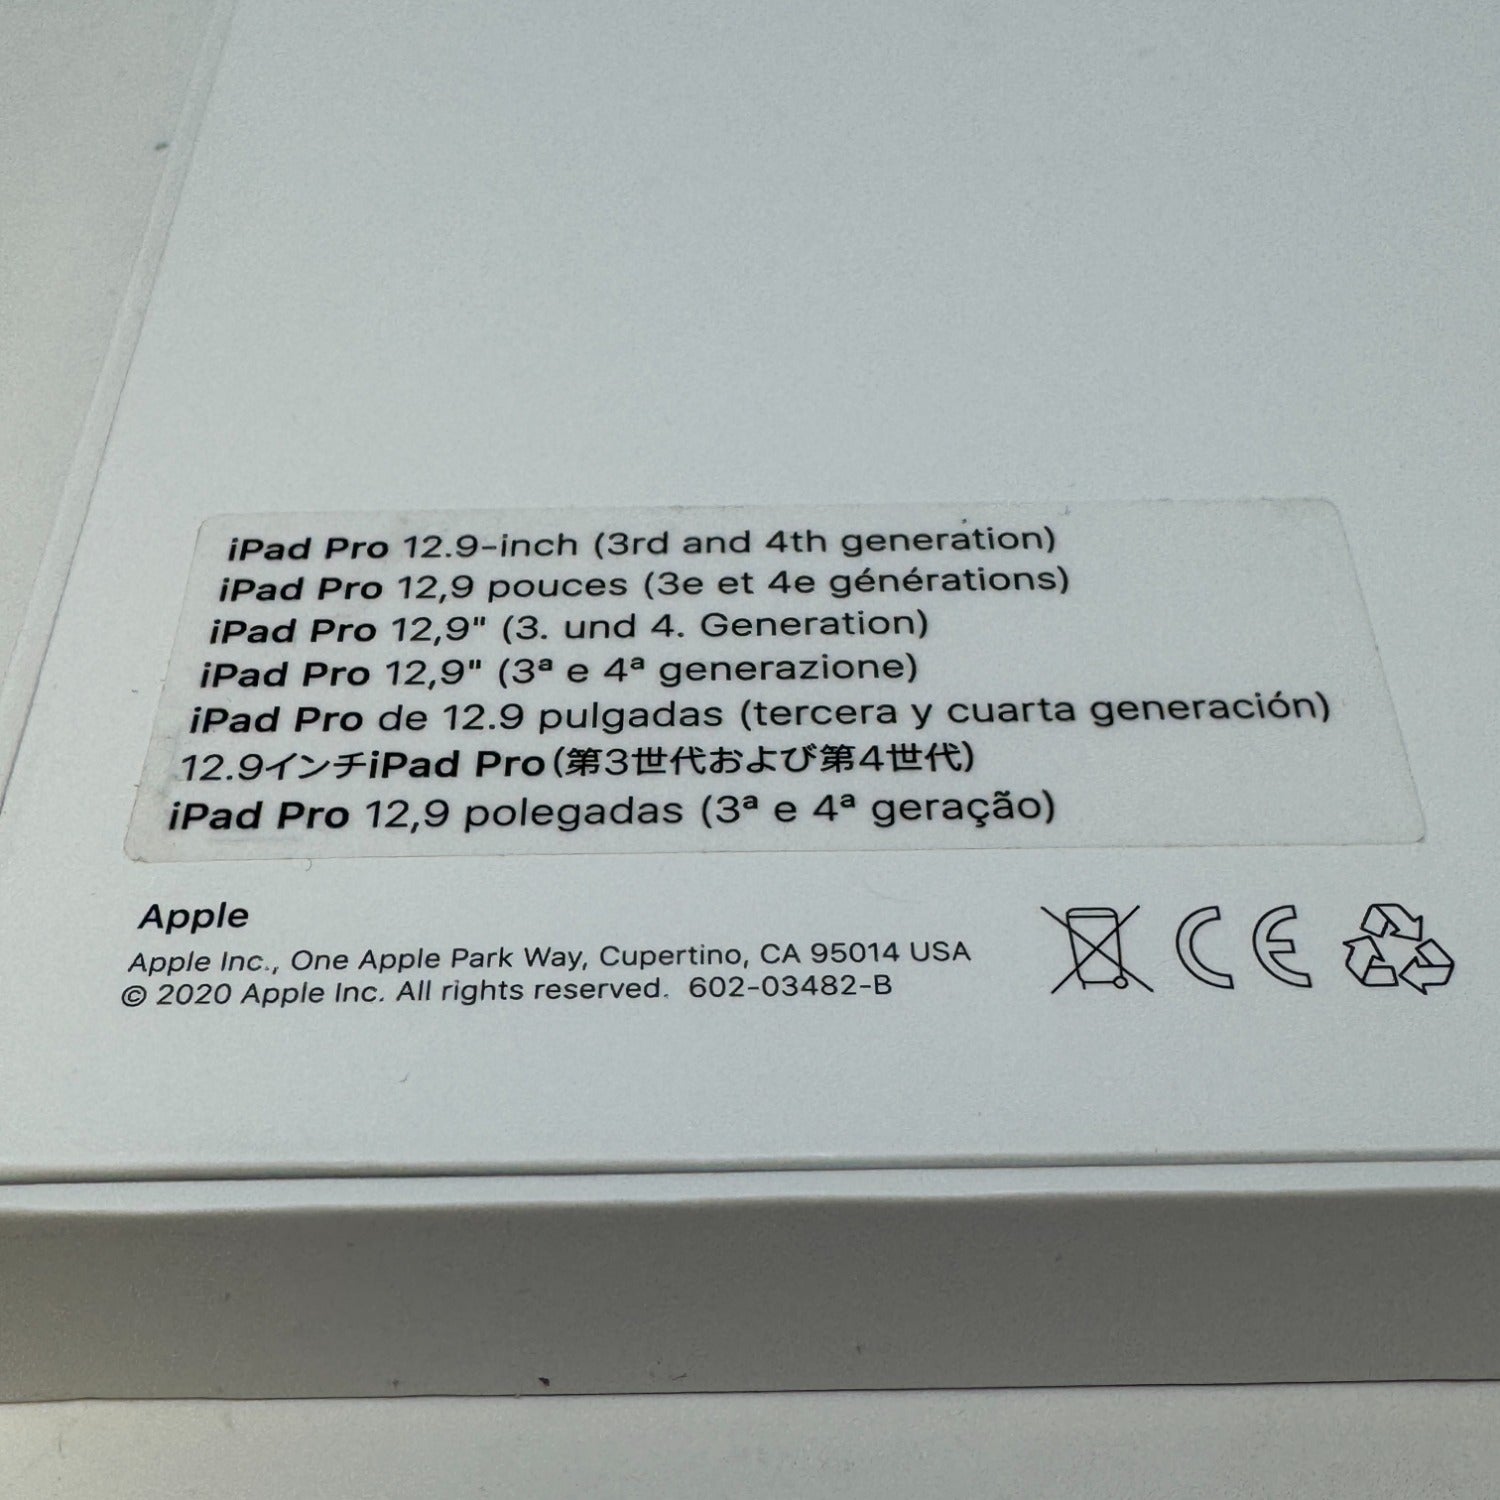 iPad Pro 12.9-inch (3rd and 4th generation)
iPad Pro 12,9 pouces (3e et 4e générations)
iPad Pro 12,9" (3. und 4. Generation)
iPad Pro 12,9" (3ª e 4ª generazione)
iPad Pro de 12.9 pulgadas (tercera y cuarta generación)
12.9インチiPad Pro(第3世代および第4世代)
iPad Pro 12,9 polegadas (3ª e 4ª geração)
Apple
Apple Inc., One Apple Park Way, Cupertino, CA 95014 USA
© 2020 Apple Inc. All rights reserved. 602-03482-B
CE